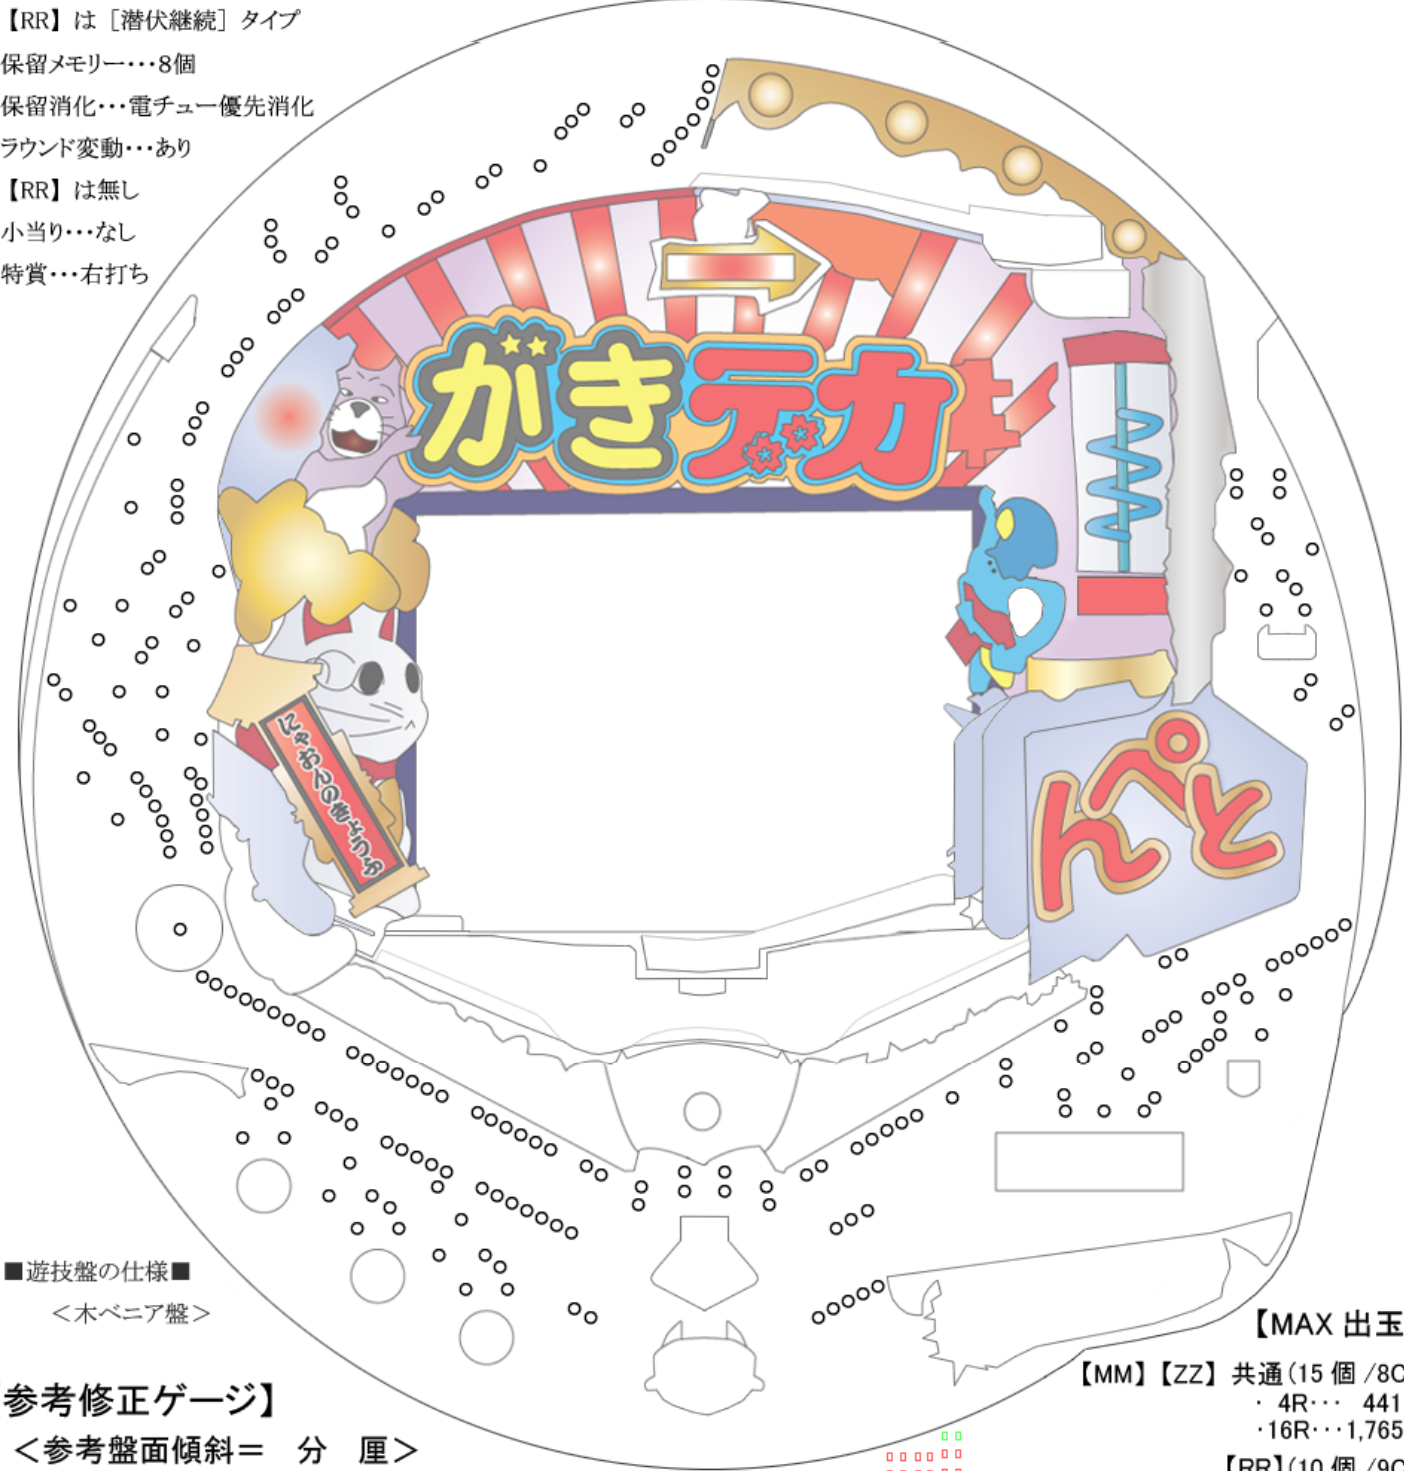 【RR】は［潜伏継続］タイプ
保留メモリー･･･8個
保留消化･･･電チュー優先消化
ラウンド変動･･･あり
【RR】は無し
小当り･･･なし
特賞･･･右打ち
がきデカ
にゃおんのきょうふ
んぺと
■遊技盤の仕様■
＜木ベニア盤＞
参考修正ゲージ】
＜参考盤面傾斜＝　分　厘＞
【MAX 出玉
【MM】【ZZ】共通(15 個 /8C
･ 4R･･･ 441
･16R･･･1,765
【RR】(10 個 /9C